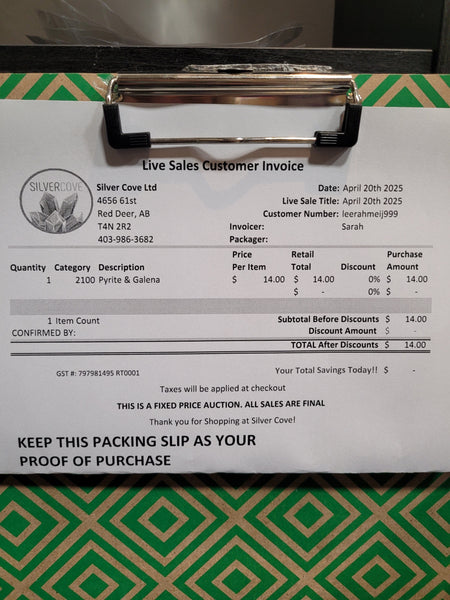 Live Sales Customer Invoice
SILVERCOVE
Silver Cove Ltd
4656 61st
Red Deer, AB
T4N 2R2
403-986-3682
Date: April 20th 2025
Live Sale Title: April 20th 2025
Customer Number: leerahmeij999
Invoicer: Sarah
Packager:
Quantity Category Description Price Per Item Retail Total Discount Purchase Amount
1 2100 Pyrite & Galena $ 14.00 $ 14.00 0% $ 14.00
$ - 0% $ -
1 Item Count Subtotal Before Discounts $ 14.00
CONFIRMED BY: Discount Amount $ -
TOTAL After Discounts $ 14.00
GST #: 797981495 RT0001 Your Total Savings Today!! $ -
Taxes will be applied at checkout
THIS IS A FIXED PRICE AUCTION. ALL SALES ARE FINAL
Thank you for Shopping at Silver Cove!
KEEP THIS PACKING SLIP AS YOUR
PROOF OF PURCHASE